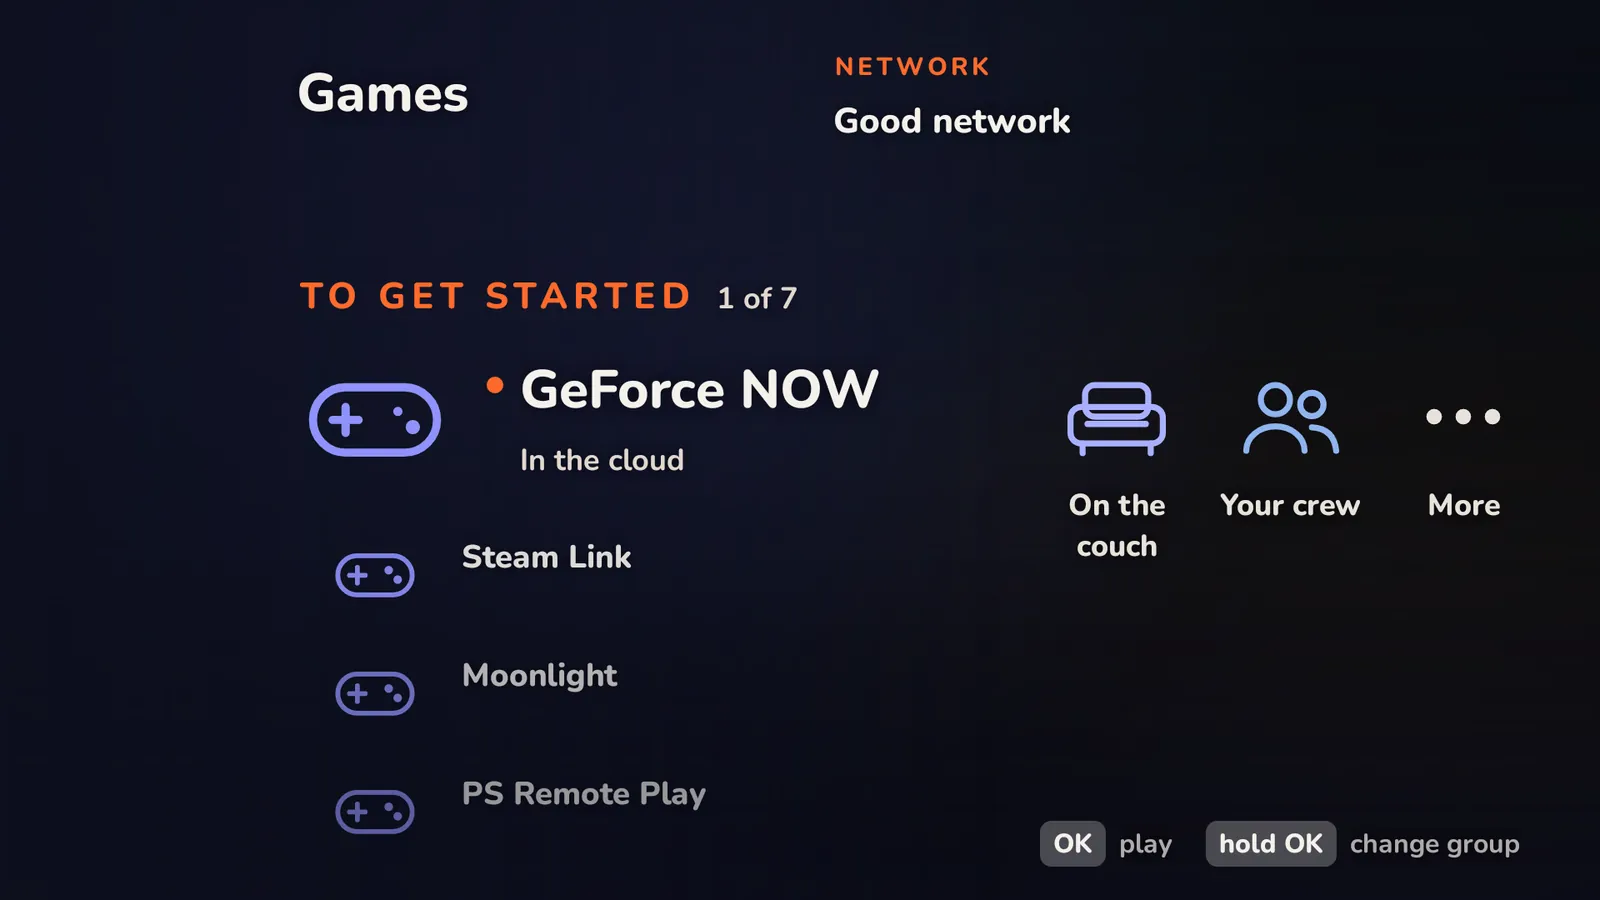 Games
NETWORK
Good network
TO GET STARTED 1 of 7
GeForce NOW
In the cloud
Steam Link
Moonlight
PS Remote Play
On the
couch
Your crew
More
OK play hold OK change group